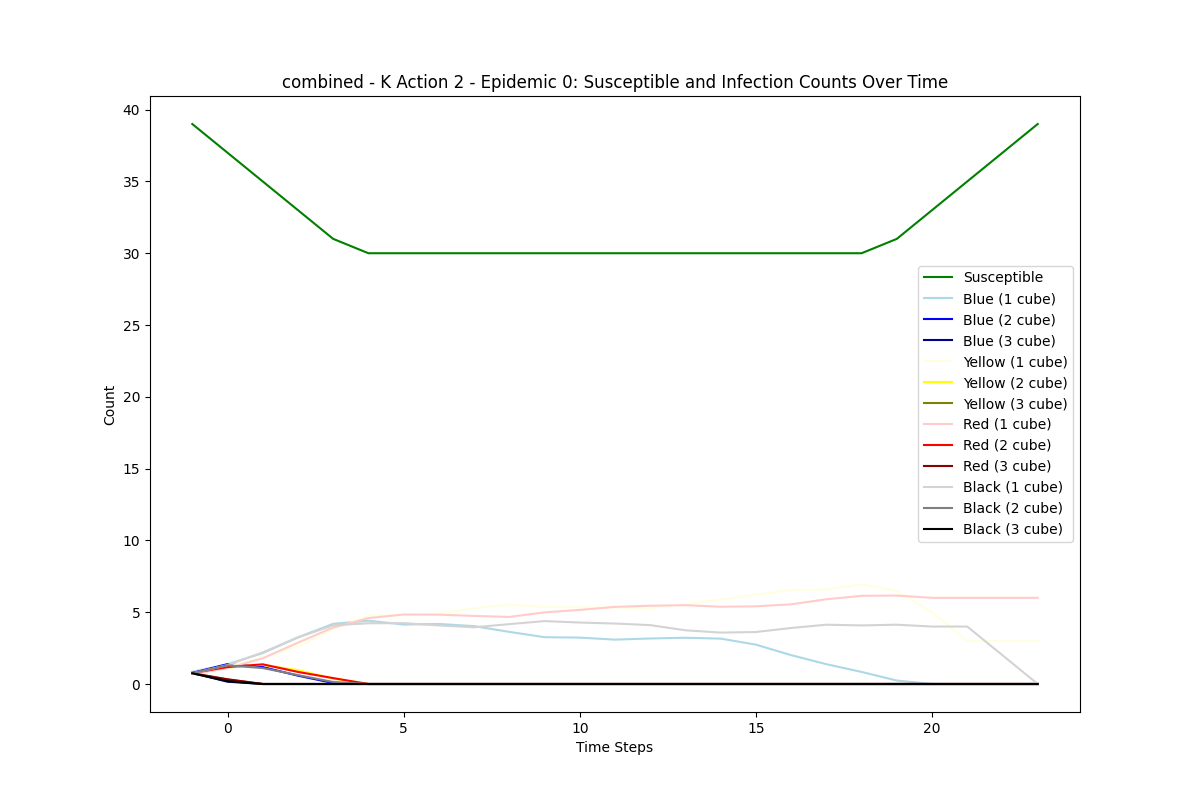 combined - K Action 2 - Epidemic 0: Susceptible and Infection Counts Over Time
40
35
30
25
20
15
10
5
0
Count
Susceptible
Blue (1 cube)
Blue (2 cube)
Blue (3 cube)
Yellow (1 cube)
Yellow (2 cube)
Yellow (3 cube)
Red (1 cube)
Red (2 cube)
Red (3 cube)
Black (1 cube)
Black (2 cube)
Black (3 cube)
0 5 10 15 20
Time Steps